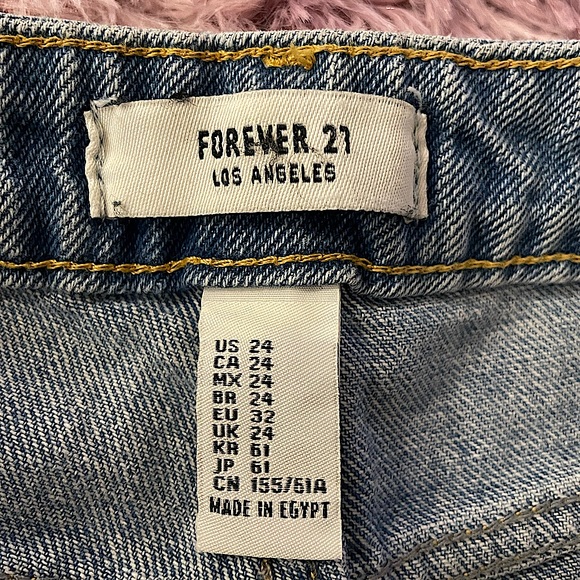 FOREVER 21
LOS ANGELES
US 24
CA 24
MX 24
BR 24
EU 32
UK 24
KR 61
JP 61
CN 155/61A
MADE IN EGYPT